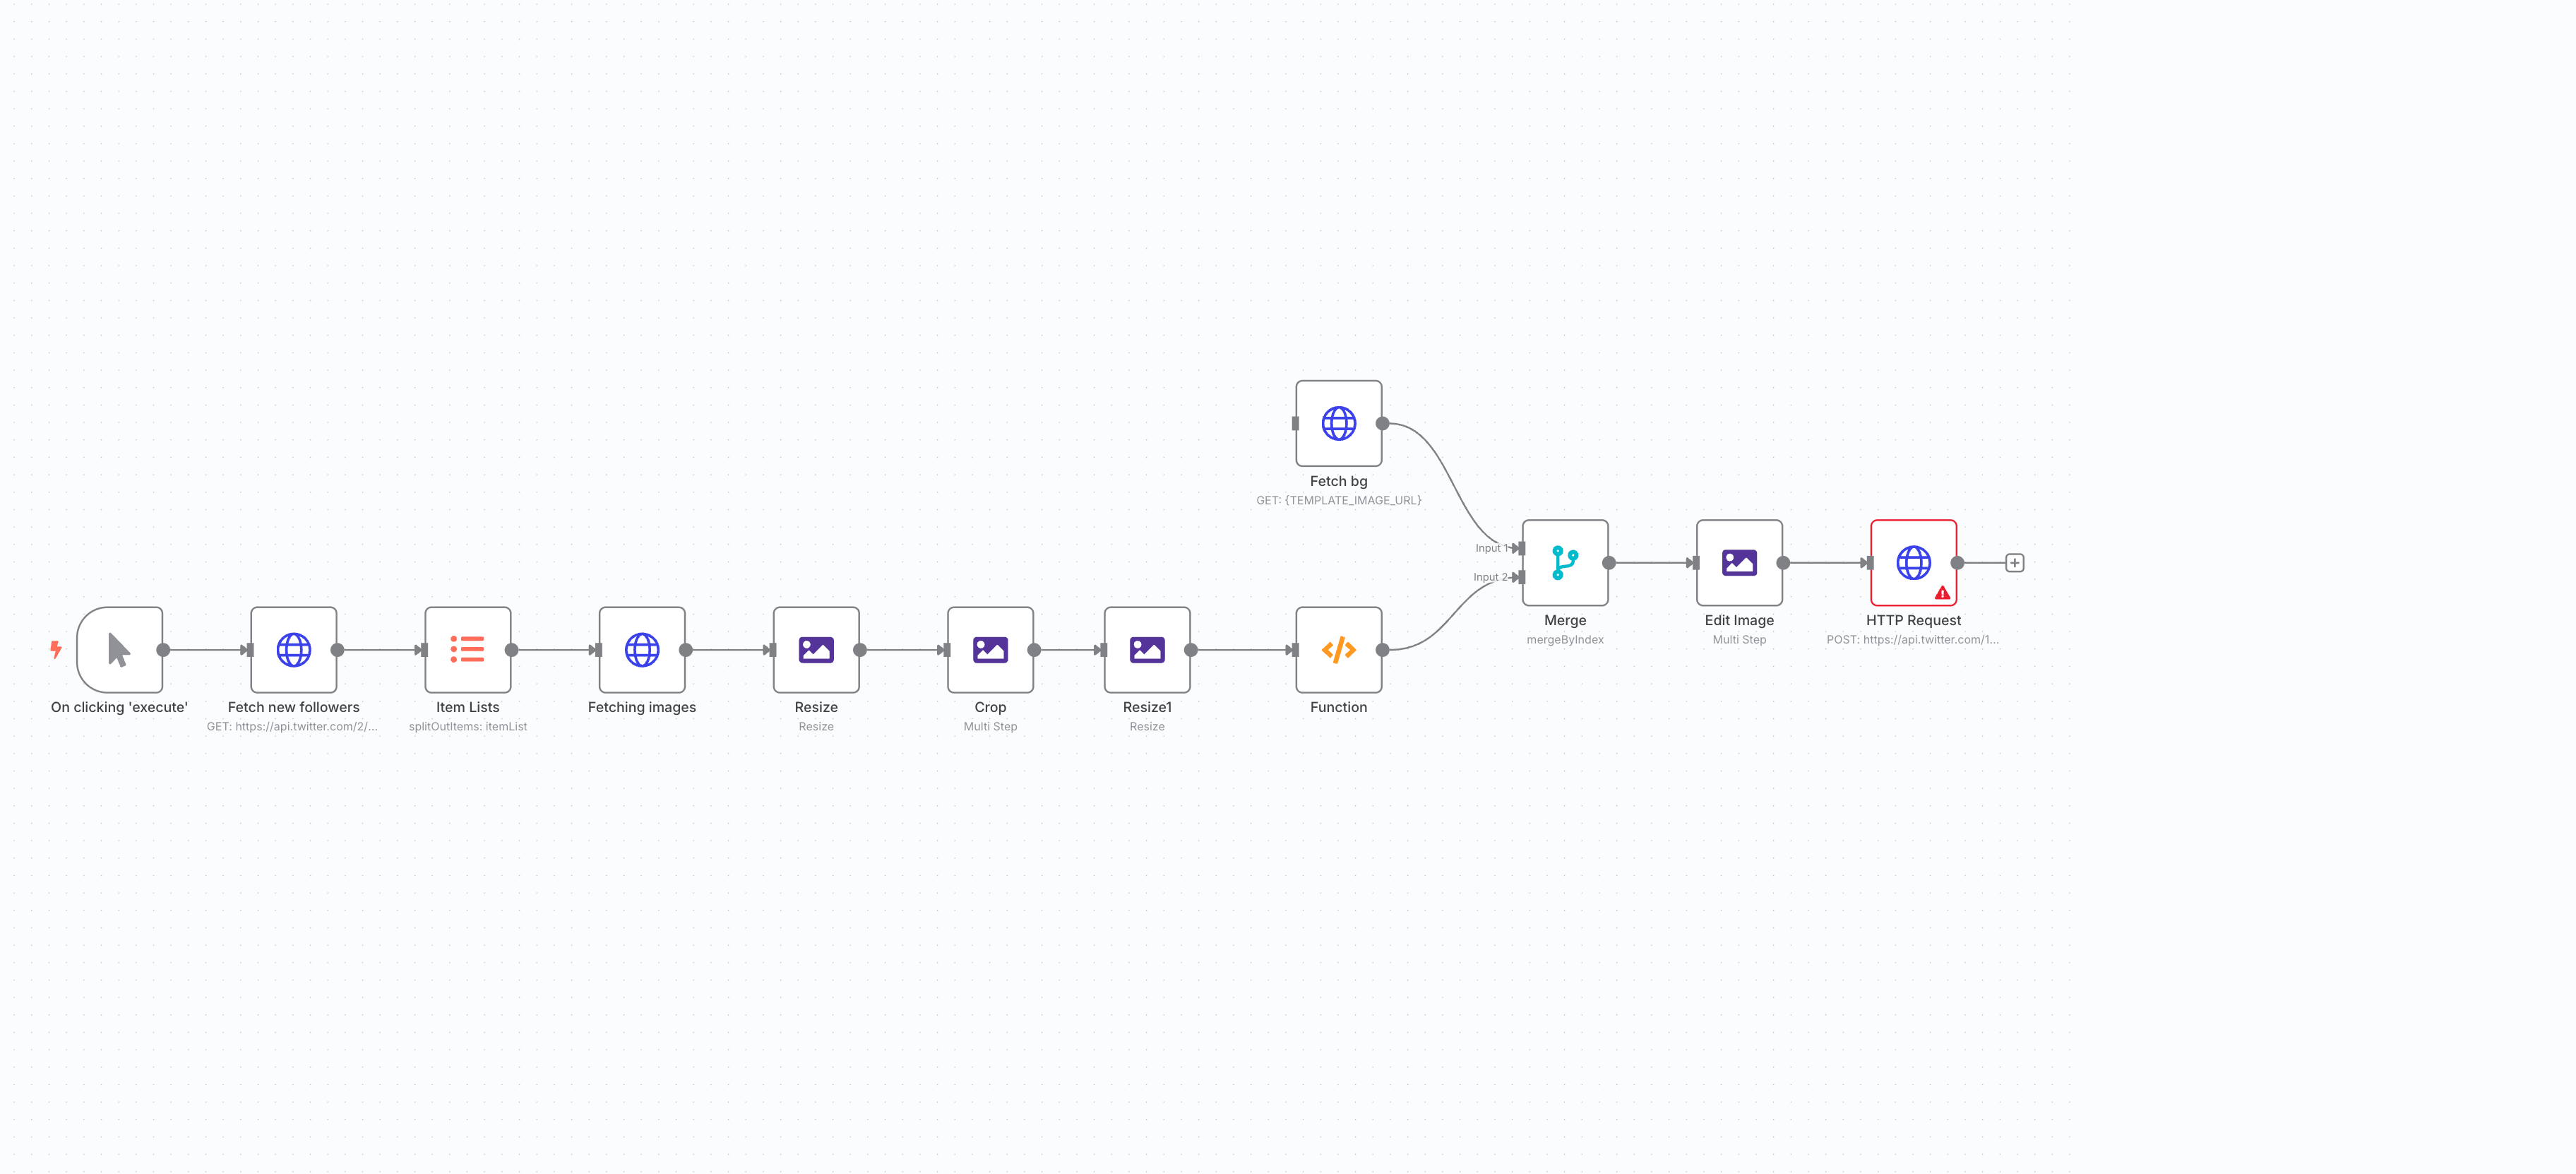 Fetch bg
GET: {TEMPLATE_IMAGE_URL}
Input 1
Input 2
Merge
mergeByIndex
Edit Image
Multi Step
HTTP Request
POST: https://api.twitter.com/1...
On clicking 'execute'
Fetch new followers
GET: https://api.twitter.com/2/...
Item Lists
splitOutItems: itemList
Fetching images
Resize
Resize
Crop
Multi Step
Resize1
Resize
Function